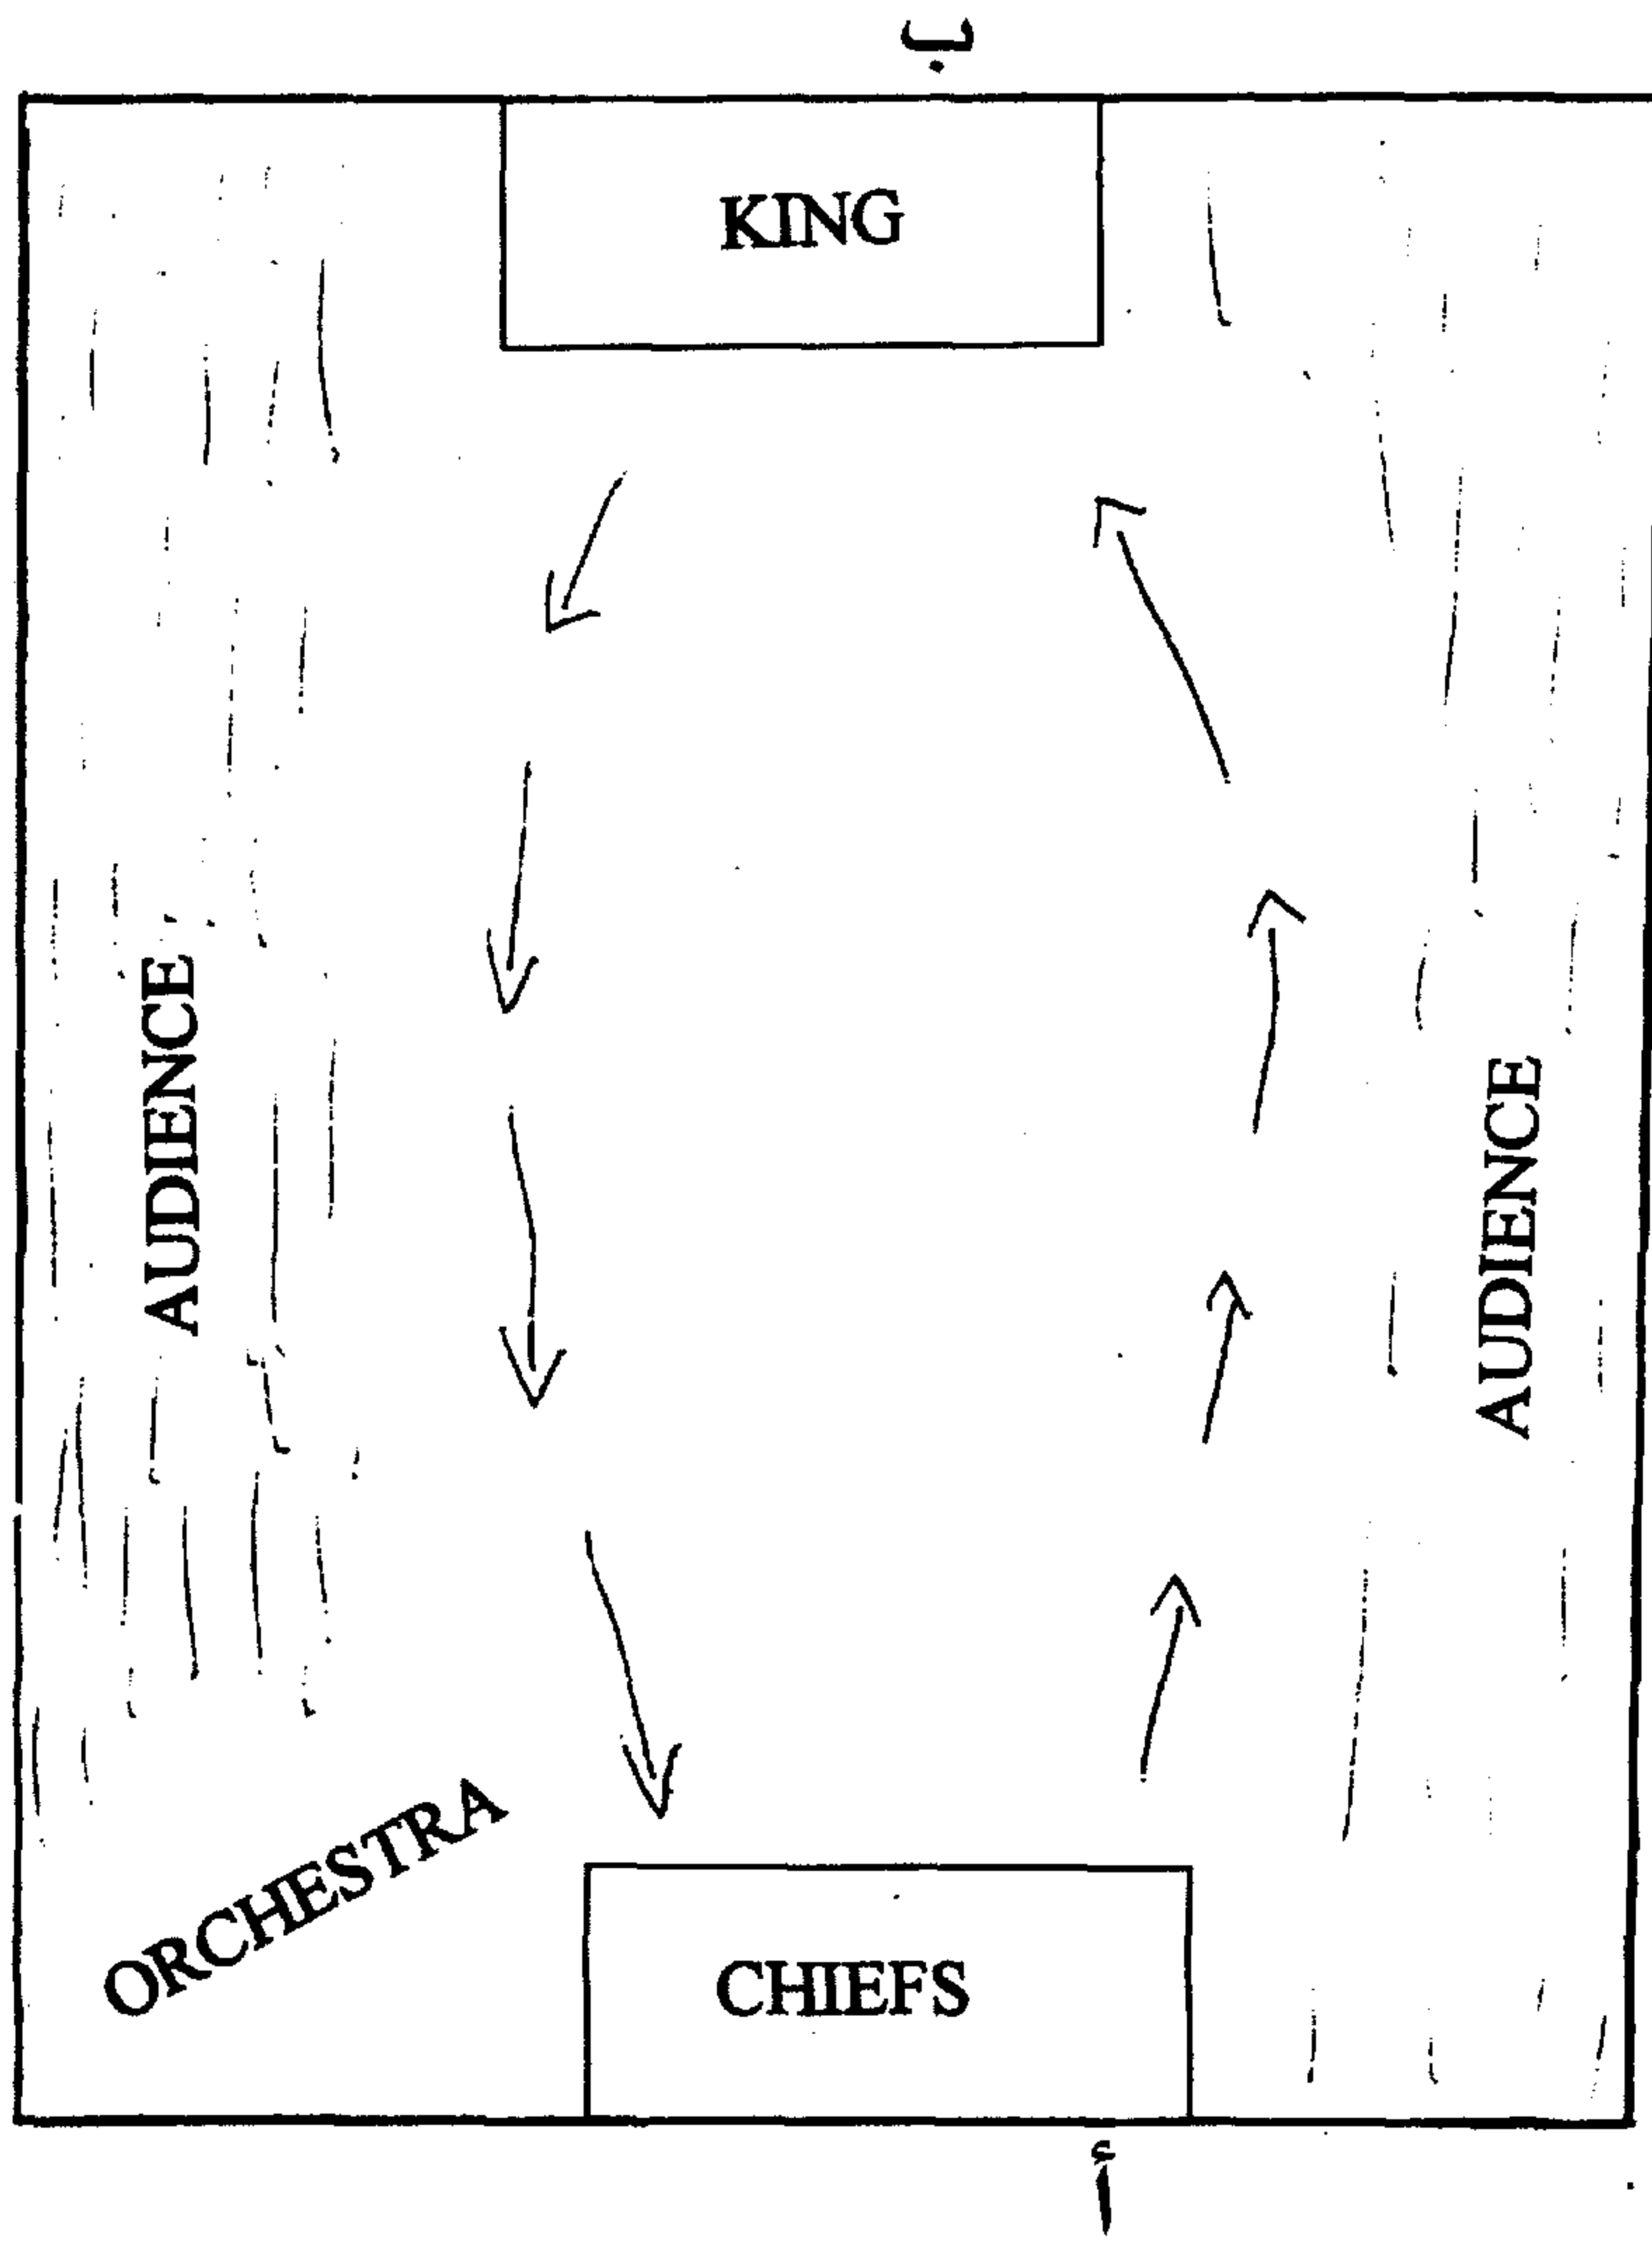 ب
KING
AUDIENCE
AUDIENCE
ORCHESTRA
CHIEFS
أ